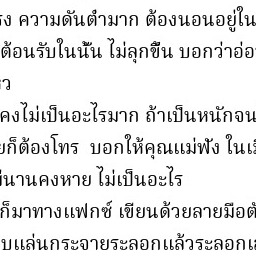 รง ความดันต่ำมาก ต้องนอนอยู่ใน
ต้อนรับในนั้น ไม่ลุกขึ้น บอกว่าอ่อ
คงไม่เป็นอะไรมาก ถ้าเป็นหนักจน
ก็ต้องโทร บอกให้คุณแม่ฟัง ในเมื
นานคงหาย ไม่เป็นอะไร
ก็มาทางแฟกซ์ เขียนด้วยลายมือตั
บแล่นกระจายระลอกแล้วระลอกเ